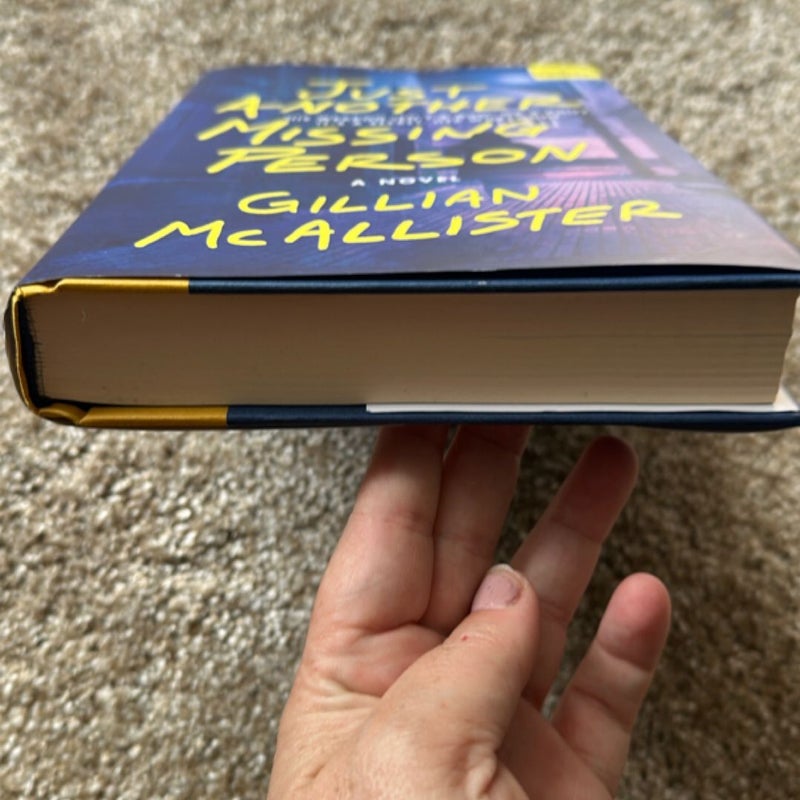 JUST
ANOTHER
MISSING
PERSON
A NOVEL
GILLIAN
MCALLISTER